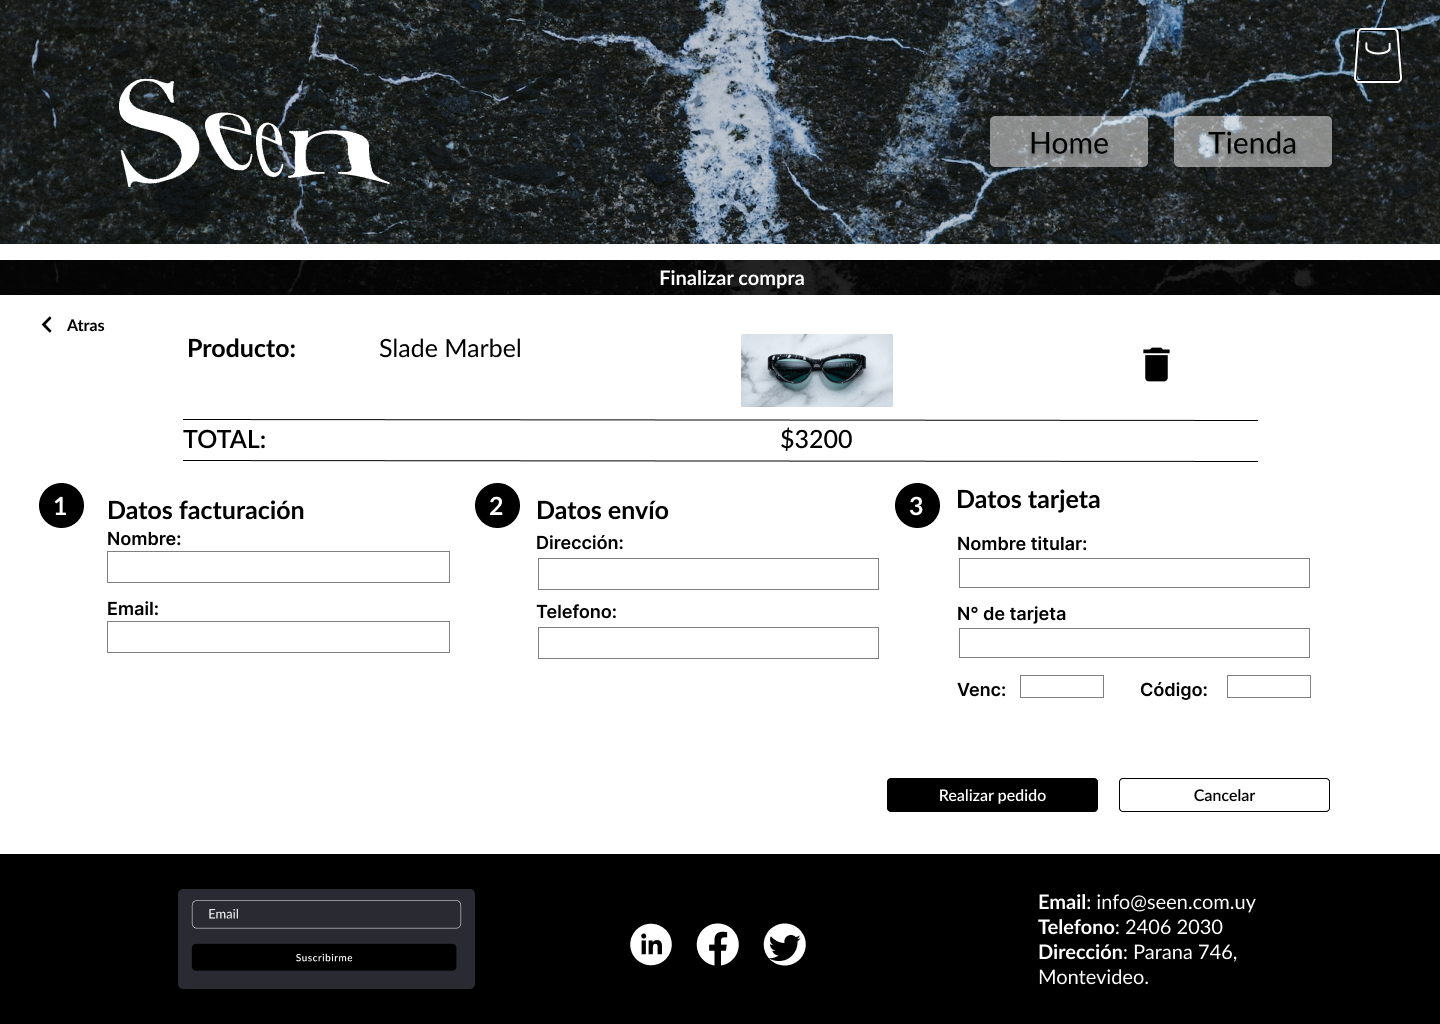 Seen
Home
Tienda
Finalizar compra
Atras
Producto:
Slade Marbel
TOTAL:
$3200
1
Datos facturación
Nombre:
Email:
2
Datos envío
Dirección:
Telefono:
3
Datos tarjeta
Nombre titular:
N° de tarjeta
Venc:
Código:
Realizar pedido
Cancelar
Email
Suscribirme
in
f
Email: info@seen.com.uy
Telefono: 2406 2030
Dirección: Parana 746,
Montevideo.